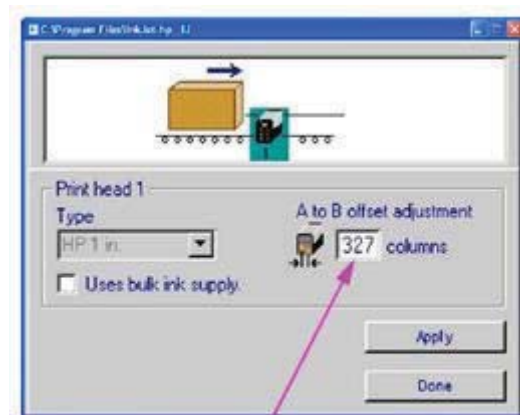 Print head 1
Type
A to B offset adjustment
HP 1 in.
327 columns
Uses bulk ink supply.
Apply
Done